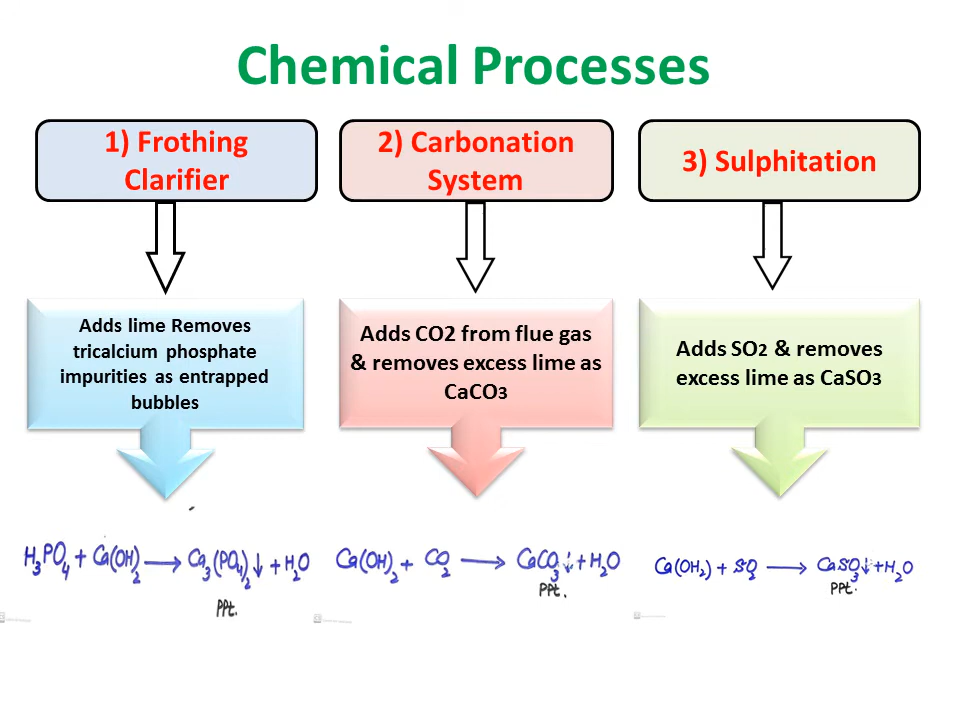 Chemical Processes
1) Frothing
Clarifier
2) Carbonation
System
3) Sulphitation
Adds lime Removes
tricalcium phosphate
impurities as entrapped
bubbles
Adds CO2 from flue gas
& removes excess lime as
CaCO3
Adds SO2 & removes
excess lime as CaSO3
H₃PO₄ + Ca(OH)₂ → Ca₃(PO₄)₂↓ + H₂O
PPt.
Ca(OH)₂ + CO₂ → CaCO₃↓ + H₂O
PPt.
Ca(OH₂) + SO₂ → CaSO₃↓ + H₂O
PPt.